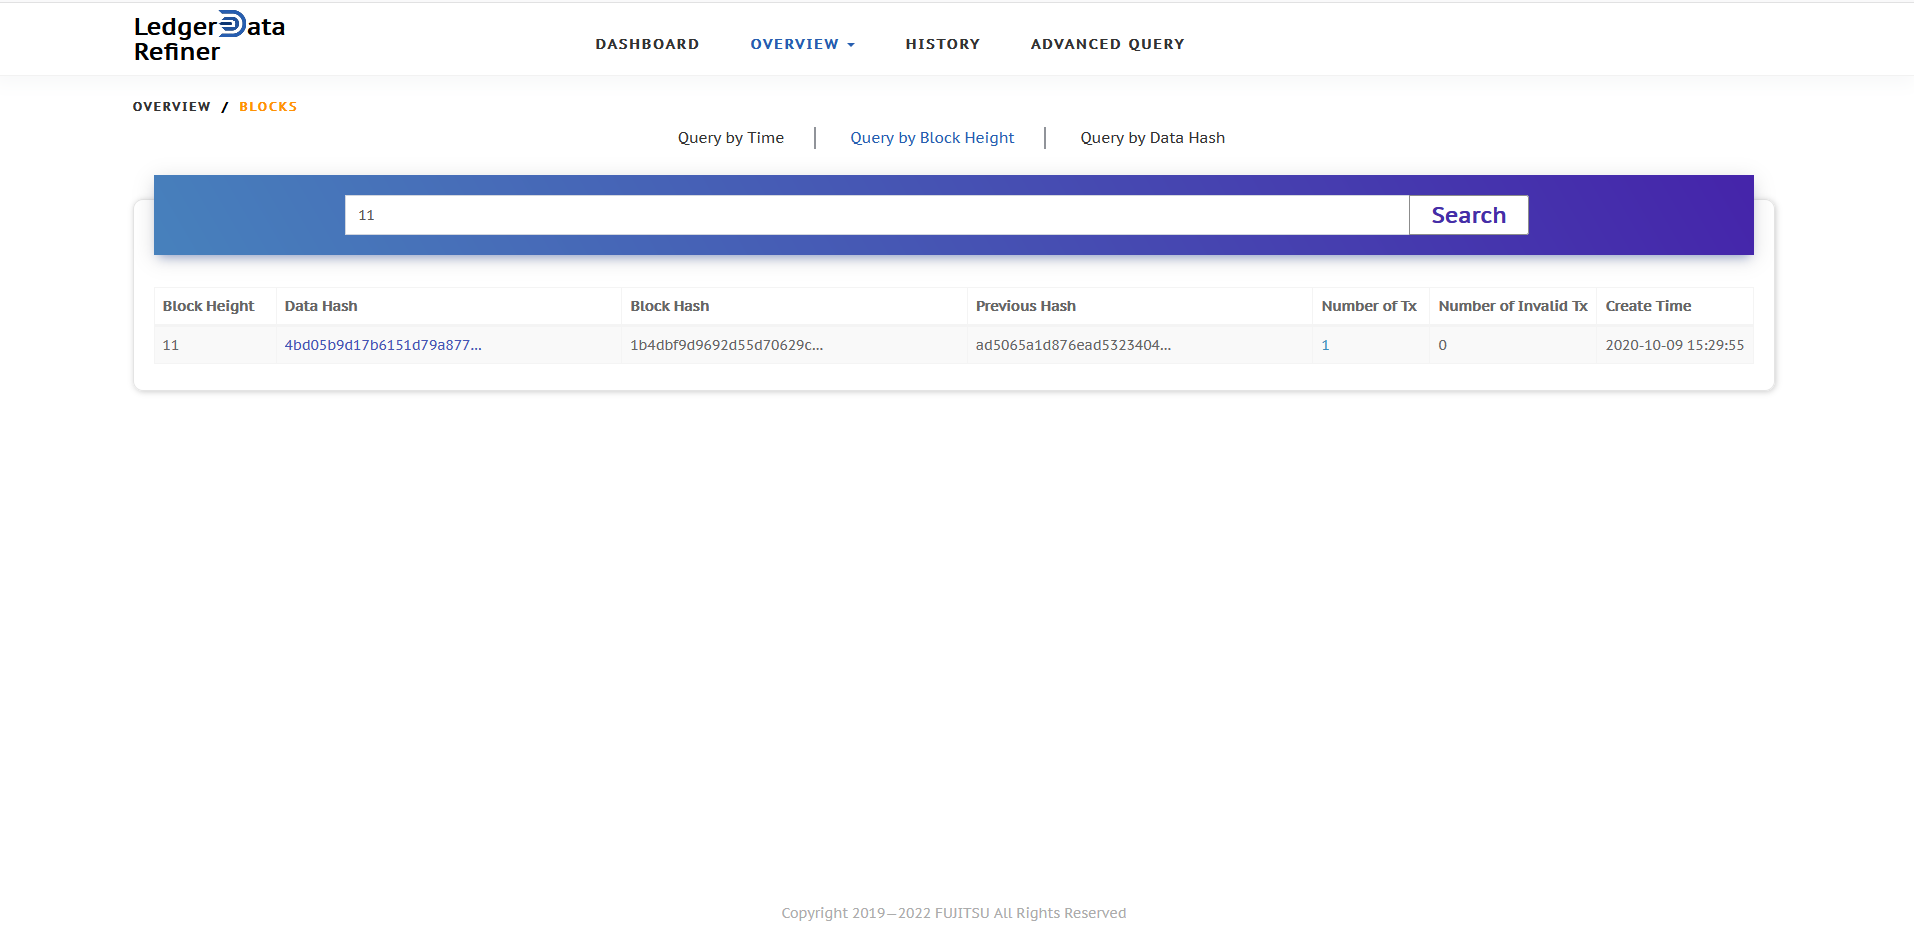 LedgerData
Refiner
DASHBOARD OVERVIEW HISTORY ADVANCED QUERY
OVERVIEW / BLOCKS
Query by Time Query by Block Height Query by Data Hash
11 Search
Block Height Data Hash Block Hash Previous Hash Number of Tx Number of Invalid Tx Create Time
11 4bd05b9d17b6151d79a877... 1b4dbf9d9692d55d70629c... ad5065a1d876ead5323404... 1 0 2020-10-09 15:29:55
Copyright 2019—2022 FUJITSU All Rights Reserved